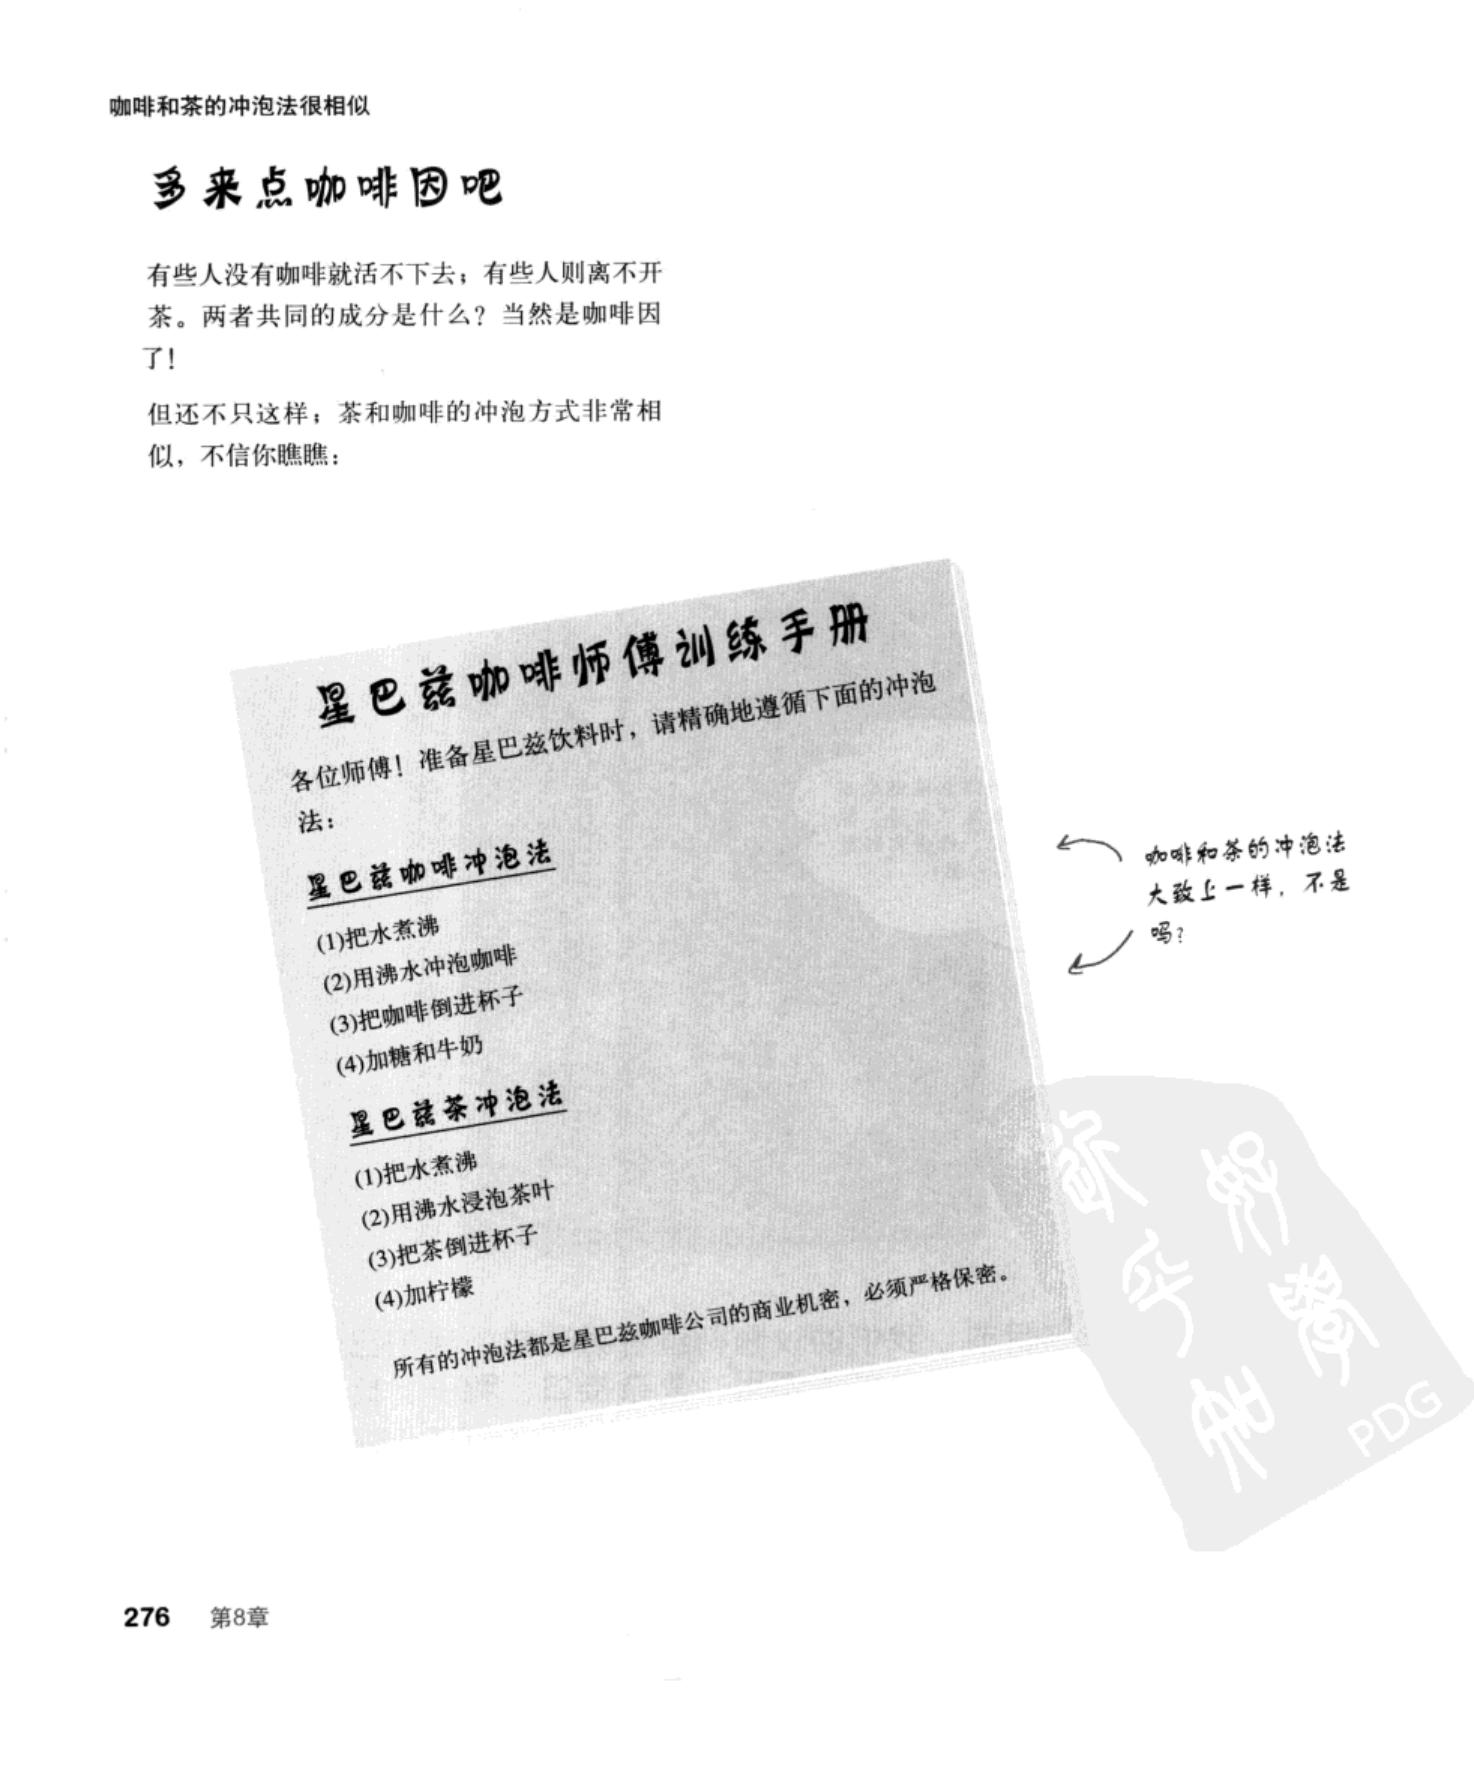 咖啡和茶的冲泡法很相似
多来点咖啡因吧
有些人没有咖啡就活不下去；有些人则离不开
茶。两者共同的成分是什么？当然是咖啡因
了！
但还不只这样；茶和咖啡的冲泡方式非常相
似，不信你瞧瞧：
星巴兹咖啡师傅训练手册
各位师傅！准备星巴兹饮料时，请精确地遵循下面的冲泡
法：
星巴兹咖啡冲泡法
(1)把水煮沸
(2)用沸水冲泡咖啡
(3)把咖啡倒进杯子
(4)加糖和牛奶
星巴兹茶冲泡法
(1)把水煮沸
(2)用沸水浸泡茶叶
(3)把茶倒进杯子
(4)加柠檬
所有的冲泡法都是星巴兹咖啡公司的商业机密，必须严格保密。
咖啡和茶的冲泡法
大致上一样，不是
吗？
PDG
276 第8章